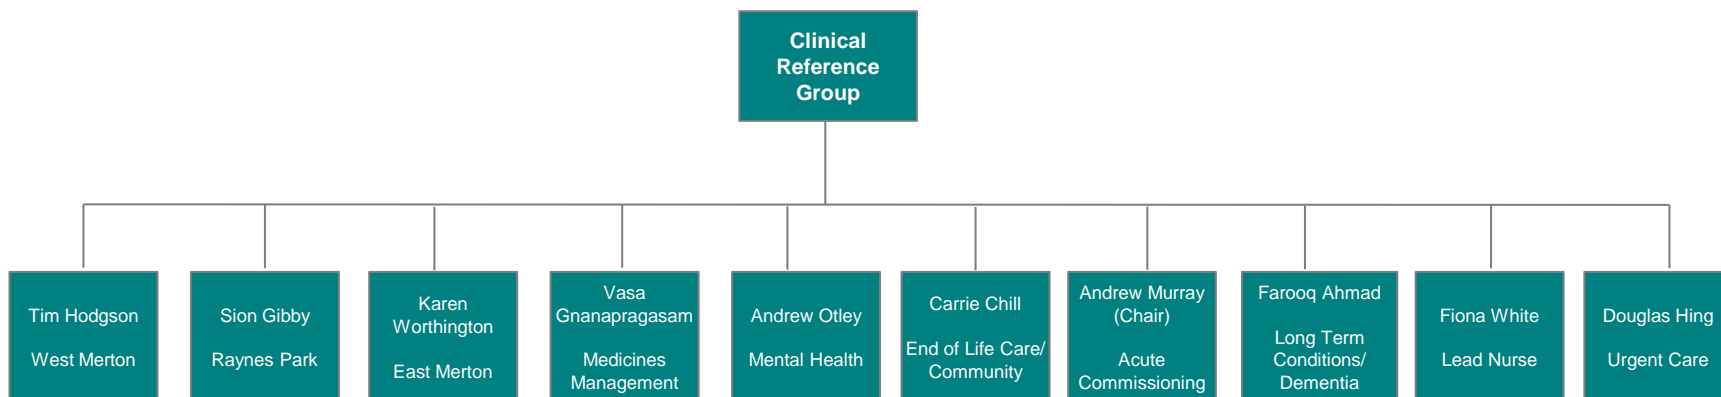 Clinical
Reference
Group
Tim Hodgson
West Merton
Sion Gibby
Raynes Park
Karen
Worthington
East Merton
Vasa
Gnanapragasam
Medicines
Management
Andrew Otley
Mental Health
Carrie Chill
End of Life Care/
Community
Andrew Murray
(Chair)
Acute
Commissioning
Farooq Ahmad
Long Term
Conditions/
Dementia
Fiona White
Lead Nurse
Douglas Hing
Urgent Care